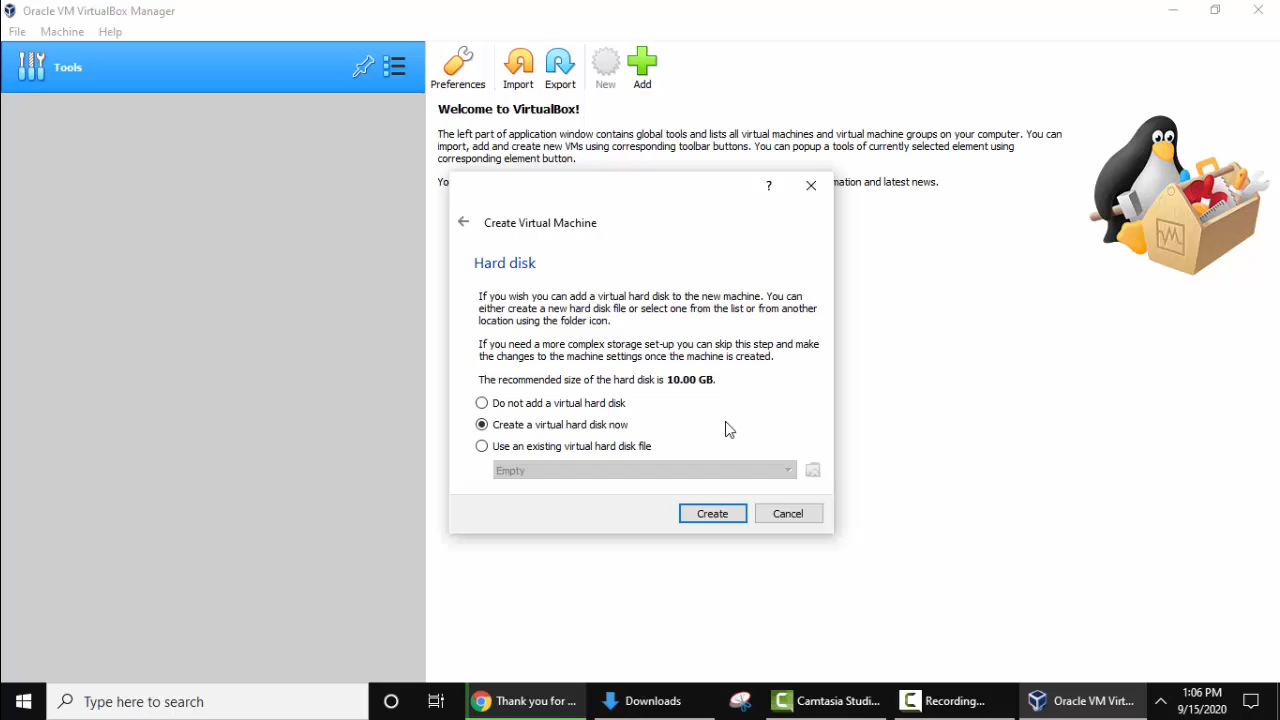 Oracle VM VirtualBox Manager
File Machine Help
Tools
Preferences Import Export New Add
Welcome to VirtualBox!
The left part of application window contains global tools and lists all virtual machines and virtual machine groups on your computer. You can
import, add and create new VMs using corresponding toolbar buttons. You can popup a tools of currently selected element using
corresponding element button.
Yo
mation and latest news.
?
Create Virtual Machine
Hard disk
If you wish you can add a virtual hard disk to the new machine. You can
either create a new hard disk file or select one from the list or from another
location using the folder icon.
If you need a more complex storage set-up you can skip this step and make
the changes to the machine settings once the machine is created.
The recommended size of the hard disk is 10.00 GB.
Do not add a virtual hard disk
Create a virtual hard disk now
Use an existing virtual hard disk file
Empty
Create Cancel
Type here to search
Thank you for ...
Downloads
Camtasia Studi...
Recording...
Oracle VM Virt...
1:06 PM
9/15/2020